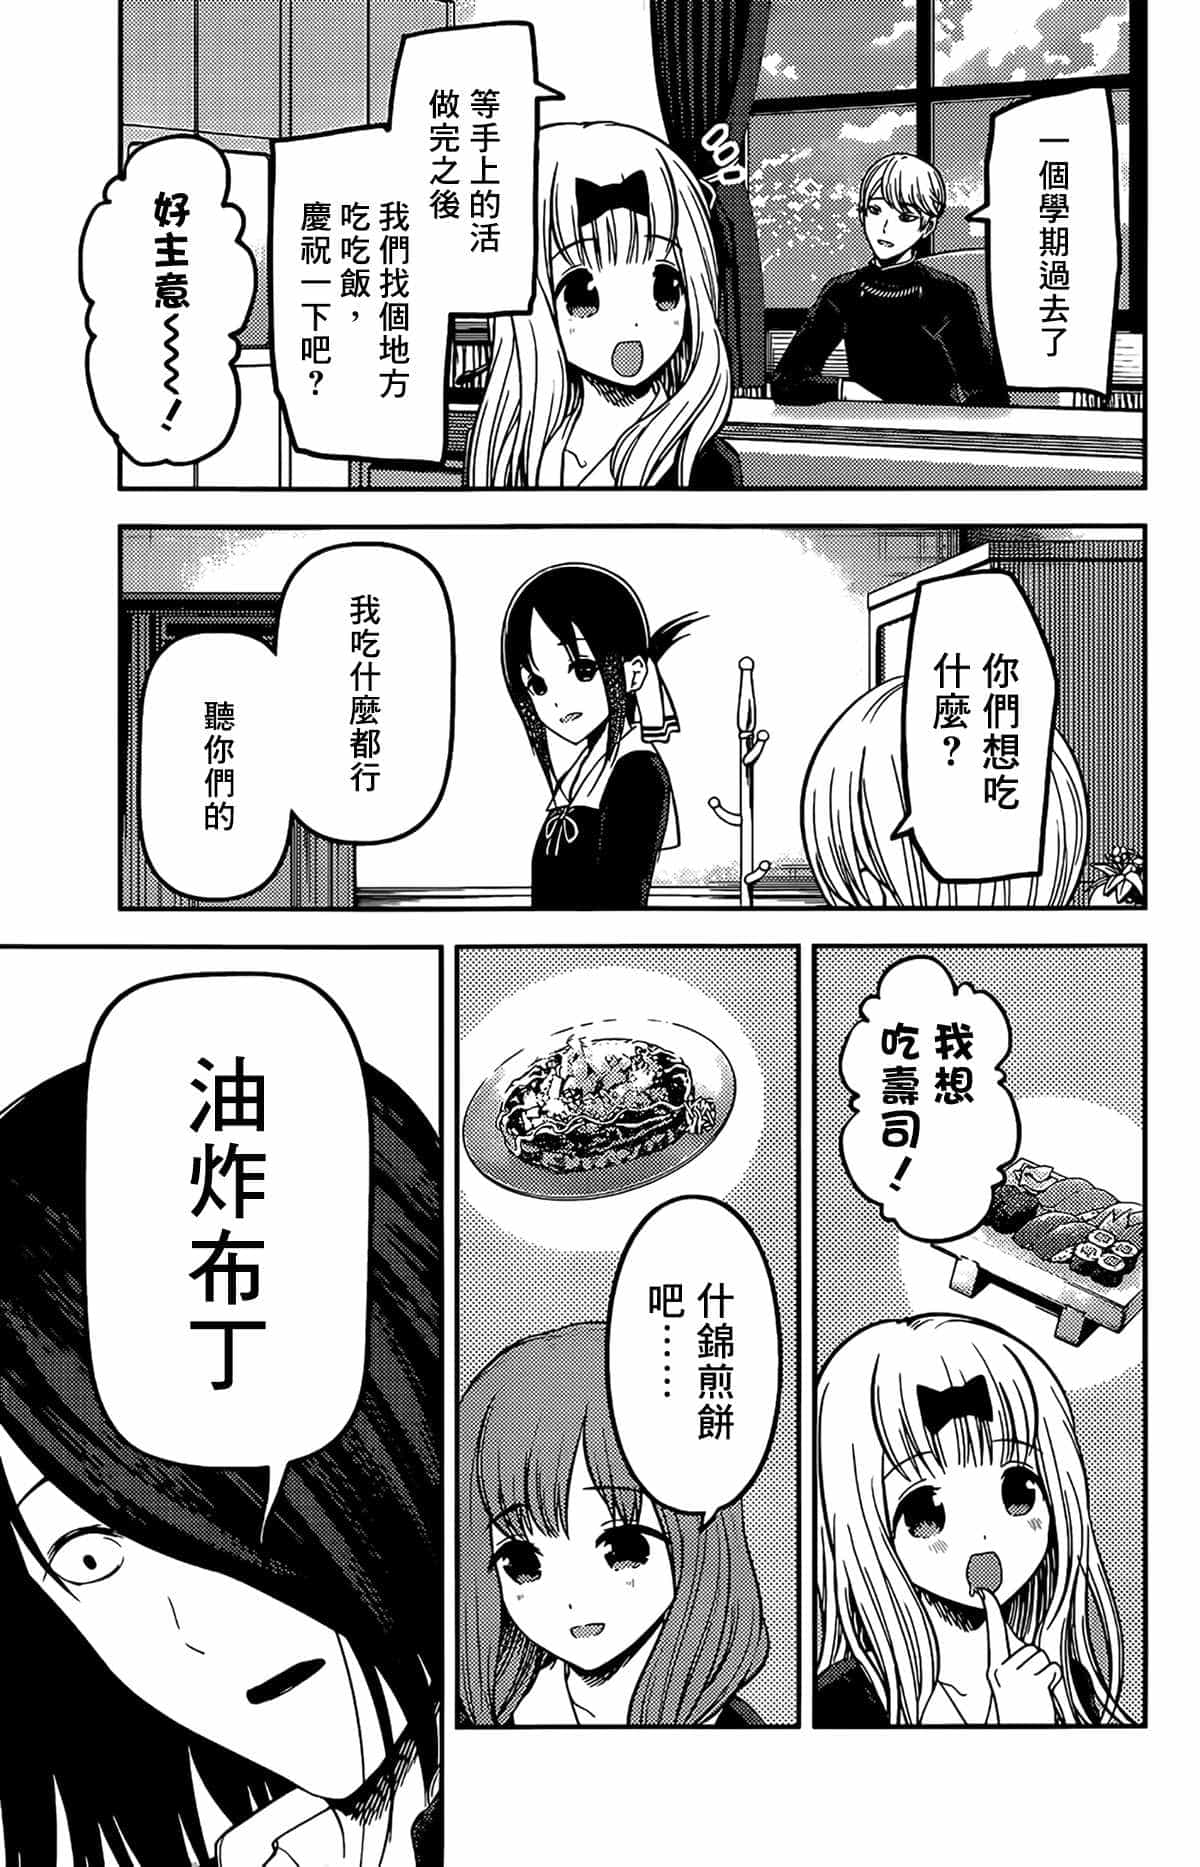 一個學期過去了
等手上的活
做完之後
我們找個地方
吃吃飯，
慶祝一下吧？
好主意～～～！
你們想吃
什麼？
我吃什麼都行
聽你們的
我想
吃壽司！
什錦煎餅
吧……
油炸布丁